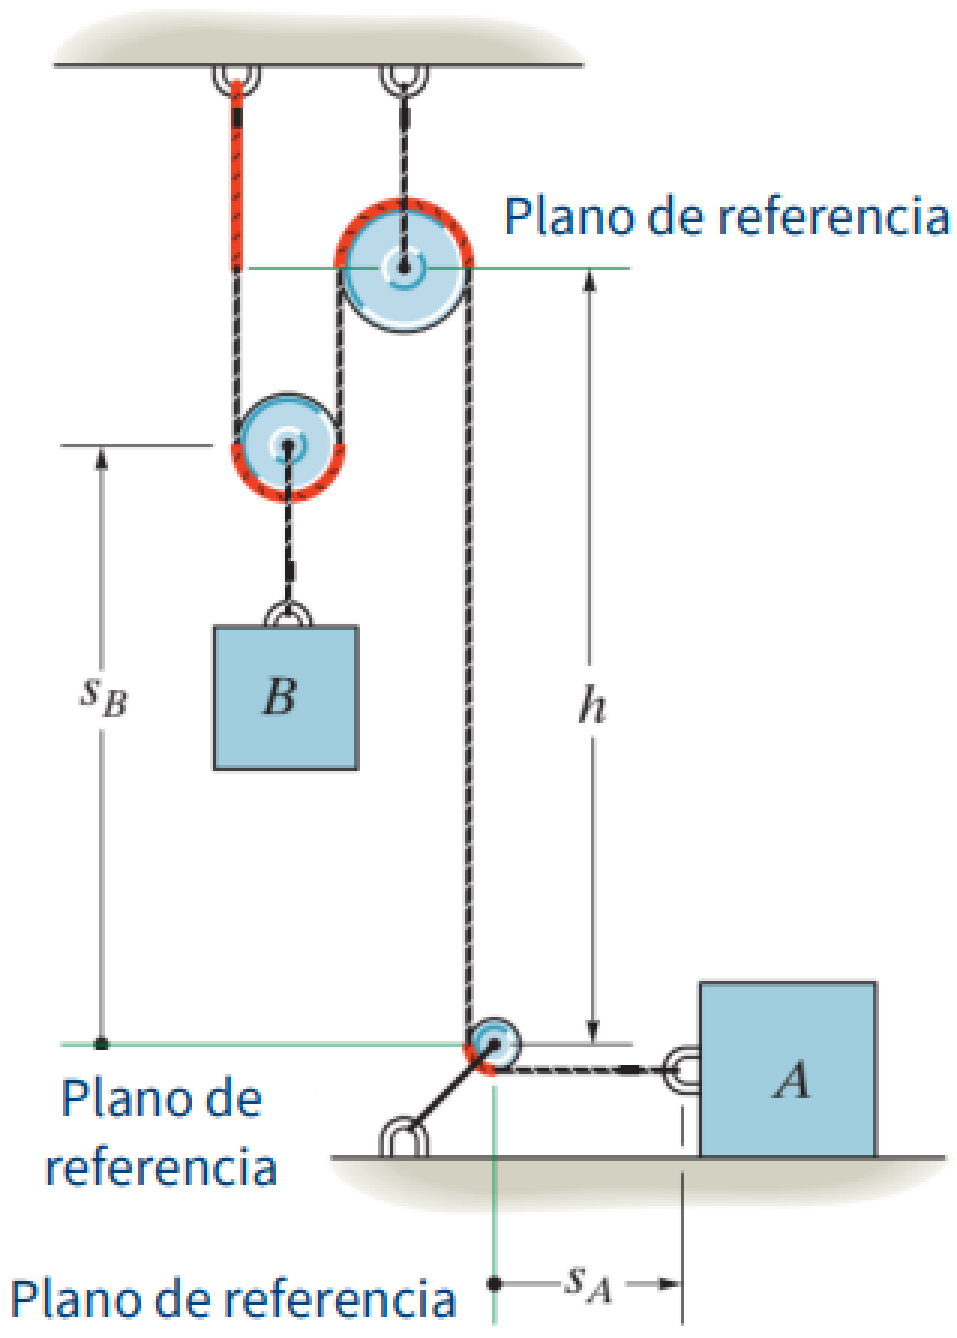 Plano de referencia
s_B
B
h
Plano de
referencia
A
Plano de referencia
s_A